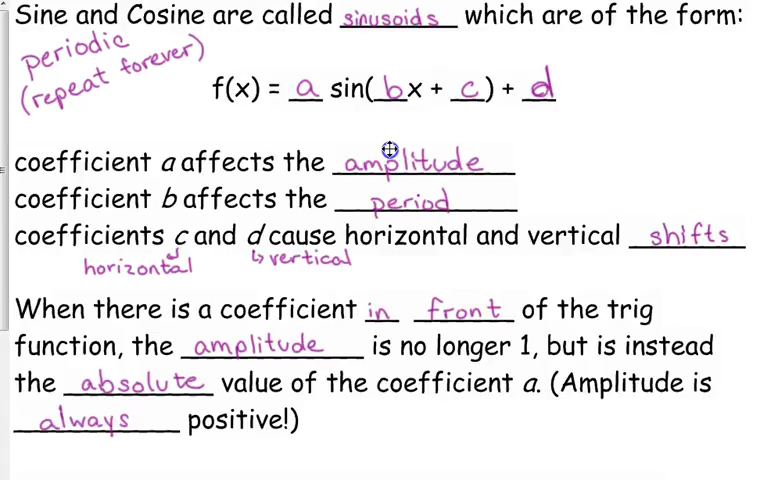 Sine and Cosine are called sinusoids which are of the form:
periodic
(repeat forever)
f(x) = a sin(bx + c) + d
coefficient a affects the amplitude
coefficient b affects the period
coefficients c and d cause horizontal and vertical shifts
horizontal ↳ vertical
When there is a coefficient in front of the trig
function, the amplitude is no longer 1, but is instead
the absolute value of the coefficient a. (Amplitude is
always positive!)